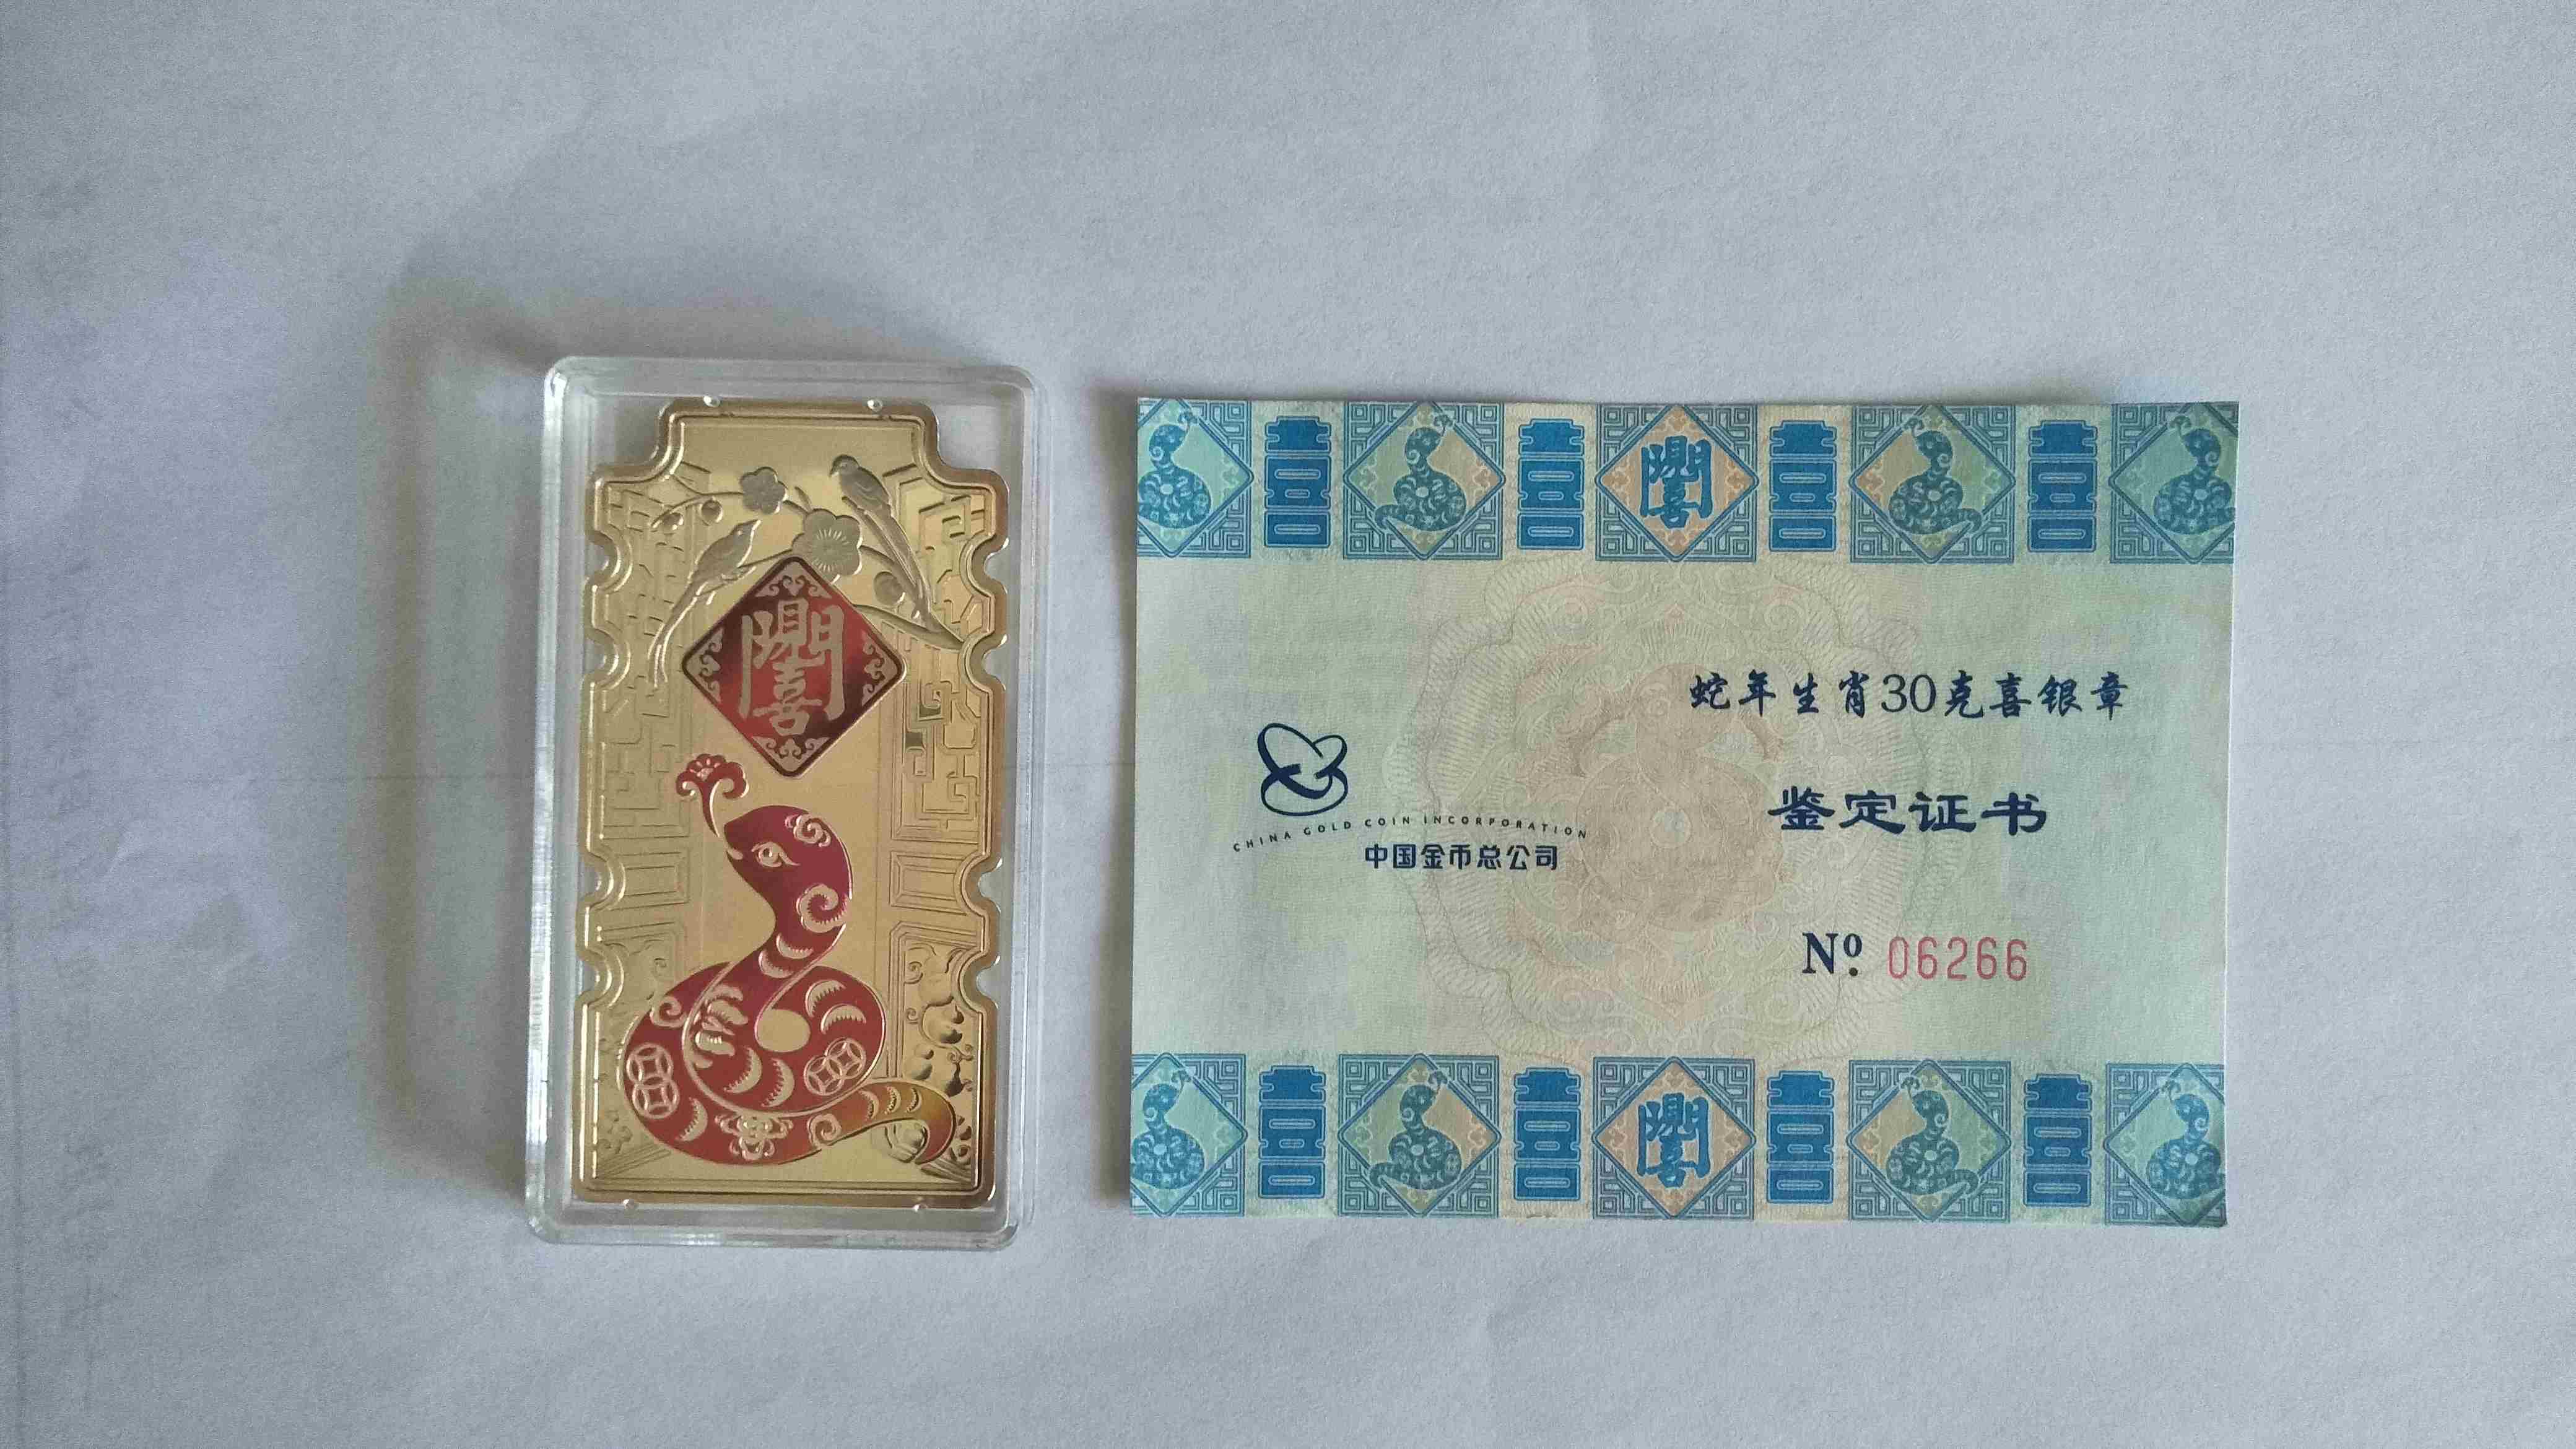 喜
蛇年生肖30克喜银章
鉴定证书
CHINA GOLD COIN INCORPORATION
中国金币总公司
Nº. 06266